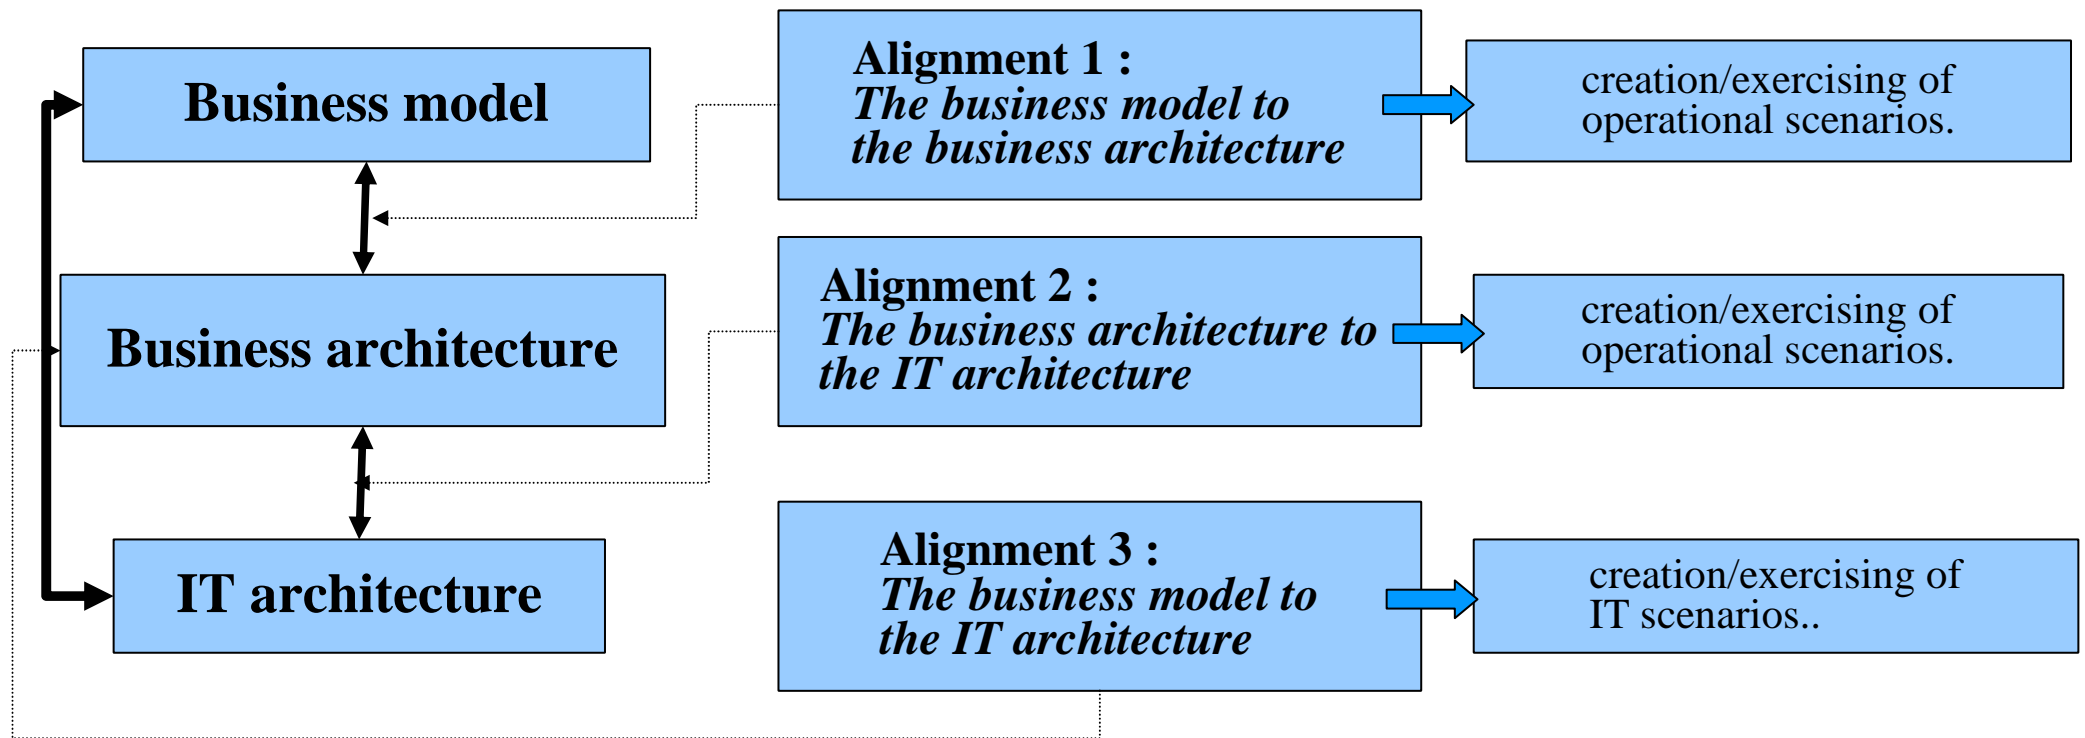 Business model
Alignment 1 :
The business model to
the business architecture
creation/exercising of
operational scenarios.
Business architecture
Alignment 2 :
The business architecture to
the IT architecture
creation/exercising of
operational scenarios.
IT architecture
Alignment 3 :
The business model to
the IT architecture
creation/exercising of
IT scenarios..